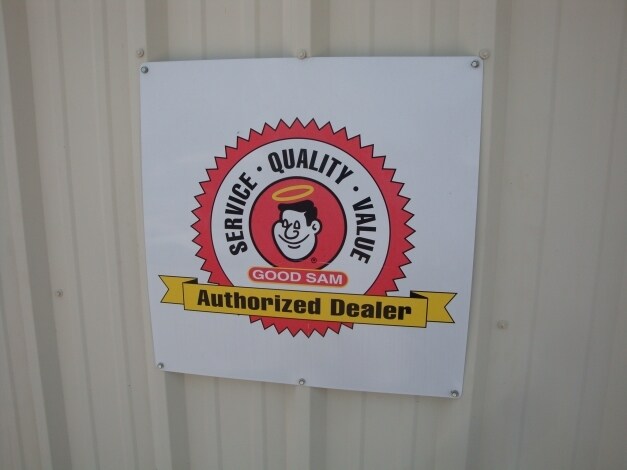 SERVICE · QUALITY · VALUE
GOOD SAM
Authorized Dealer